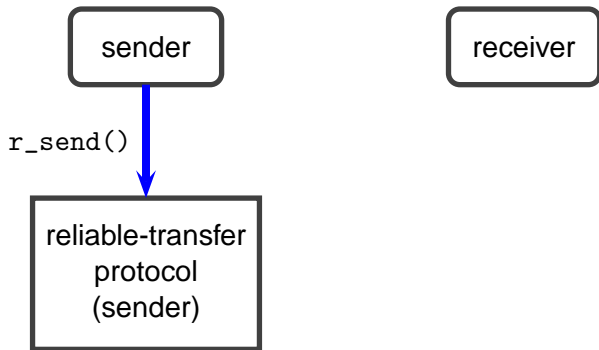 sender
receiver
r_send()
reliable-transfer
protocol
(sender)